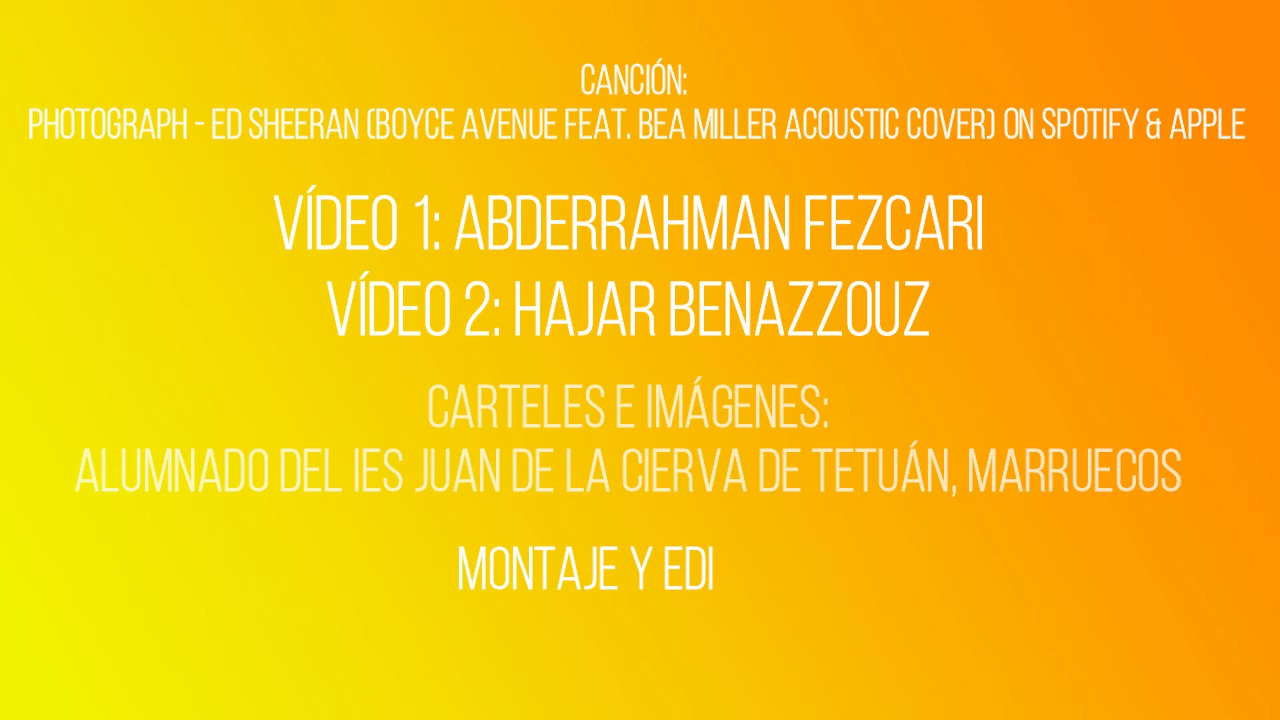 CANCIÓN:
PHOTOGRAPH - ED SHEERAN (BOYCE AVENUE FEAT. BEA MILLER ACOUSTIC COVER) ON SPOTIFY & APPLE
VÍDEO 1: ABDERRAHMAN FEZCARI
VÍDEO 2: HAJAR BENAZZOUZ
CARTELES E IMÁGENES:
ALUMNADO DEL IES JUAN DE LA CIERVA DE TETUÁN, MARRUECOS
MONTAJE Y EDI